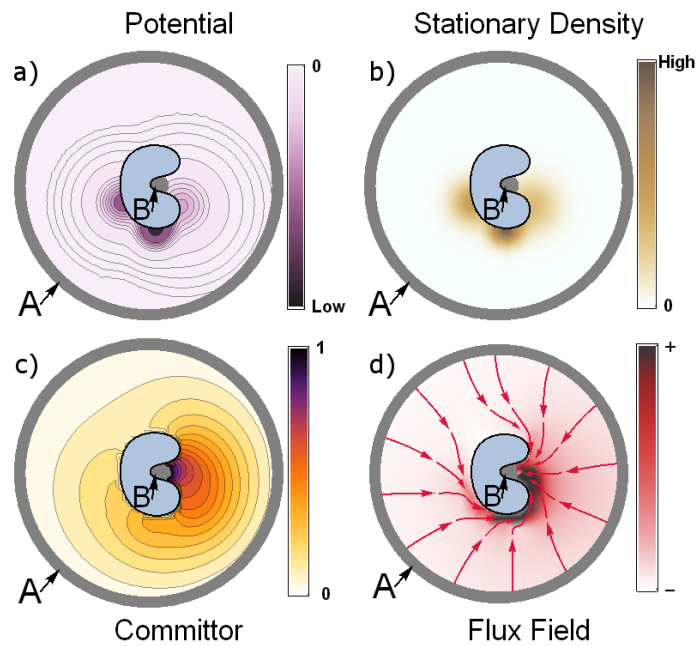 Potential
Stationary Density
a)
0
B
A
Low
b)
High
B
A
0
c)
1
B
A
0
d)
+
B
A
−
Committor
Flux Field